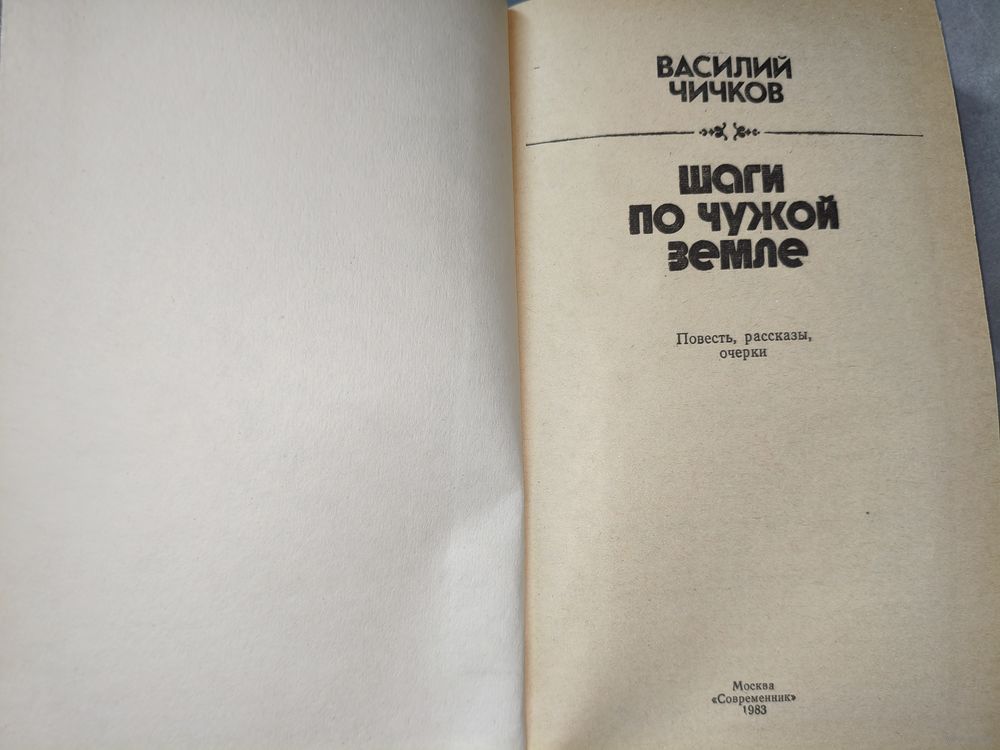 ВАСИЛИЙ
ЧИЧКОВ
ШАГИ
ПО ЧУЖОЙ
ЗЕМЛЕ
Повесть, рассказы,
очерки
Москва
«Современник»
1983